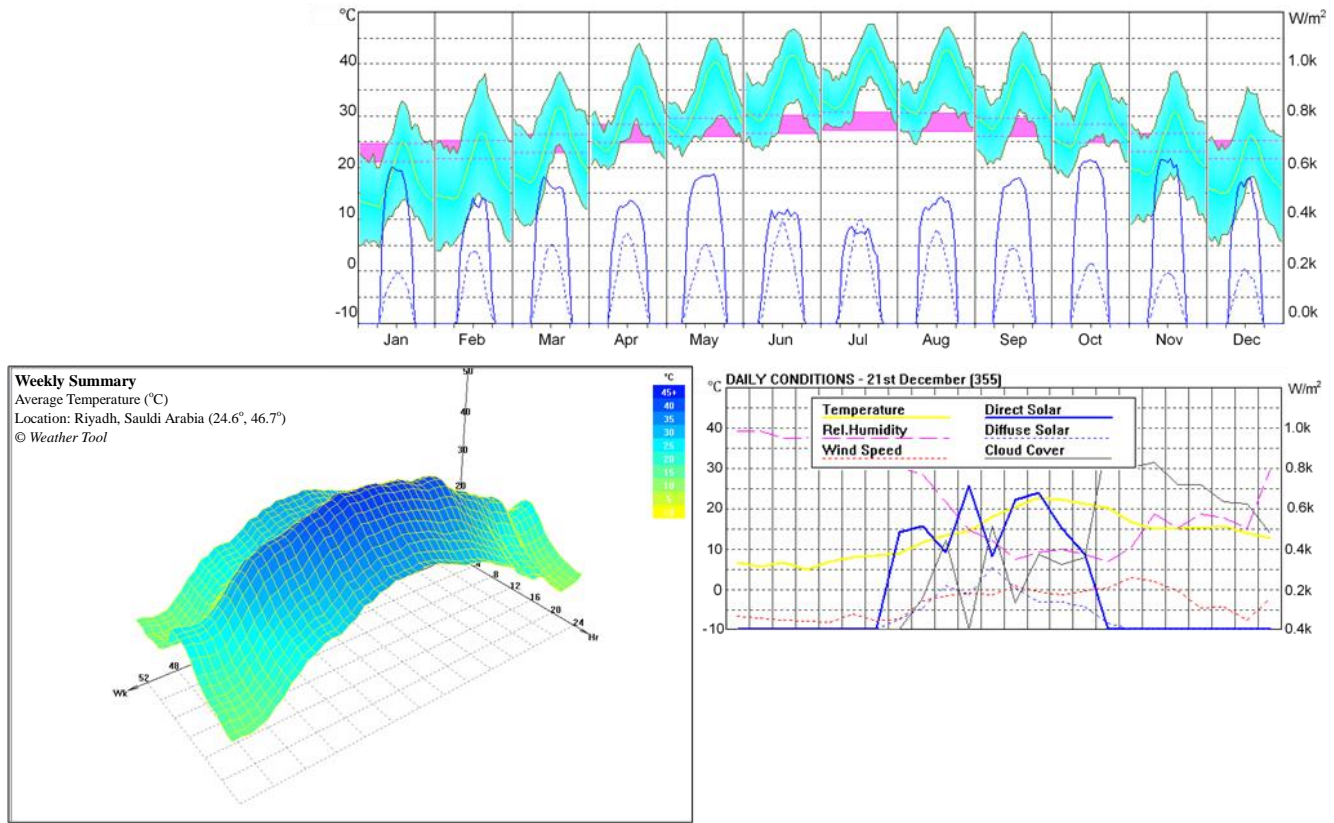 °C
W/m²
40
30
20
10
0
-10
1.0k
0.8k
0.6k
0.4k
0.2k
0.0k
Jan Feb Mar Apr May Jun Jul Aug Sep Oct Nov Dec
Weekly Summary
Average Temperature (°C)
Location: Riyadh, Sauldi Arabia (24.6°, 46.7°)
© Weather Tool
50
40
30
20
4
8
12
16
20
24
Hr
52
48
Wk
°C
45+
40
35
30
25
20
15
10
5
DAILY CONDITIONS - 21st December (355)
°C
W/m²
Temperature Direct Solar
Rel.Humidity Diffuse Solar
Wind Speed Cloud Cover
40
30
20
10
0
-10
1.0k
0.8k
0.6k
0.4k
0.2k
0.4k